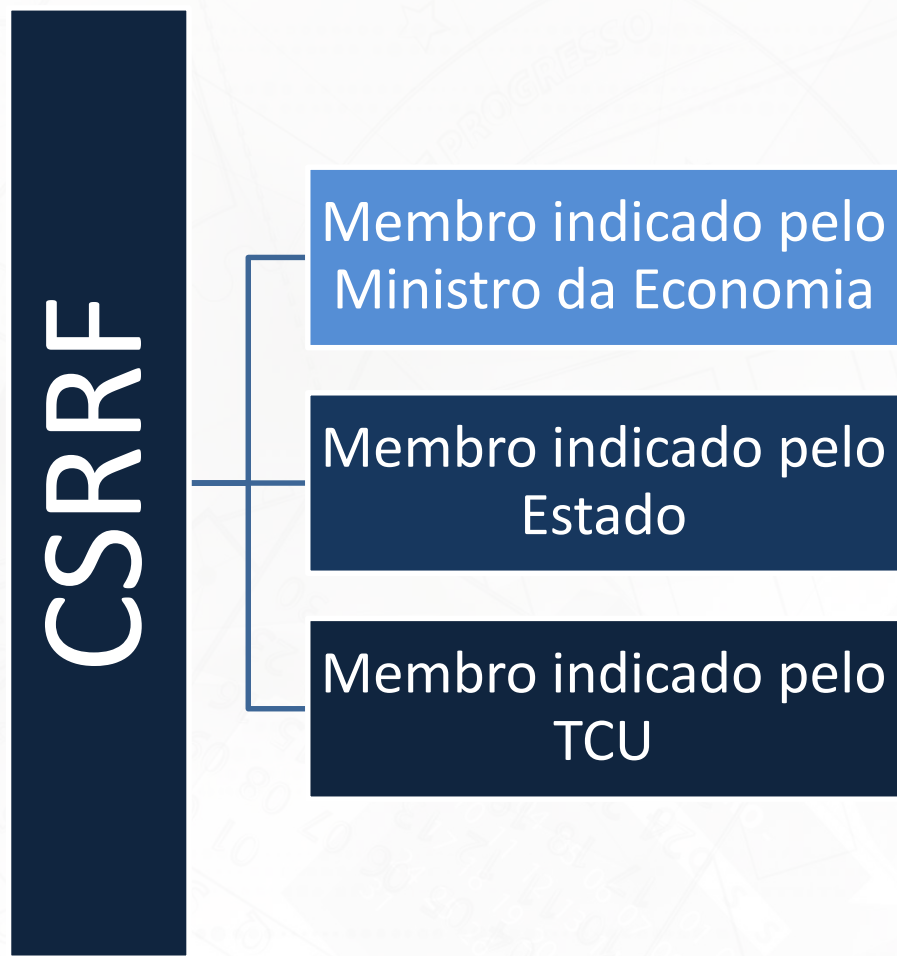 CSRRF
Membro indicado pelo
Ministro da Economia
Membro indicado pelo
Estado
Membro indicado pelo
TCU